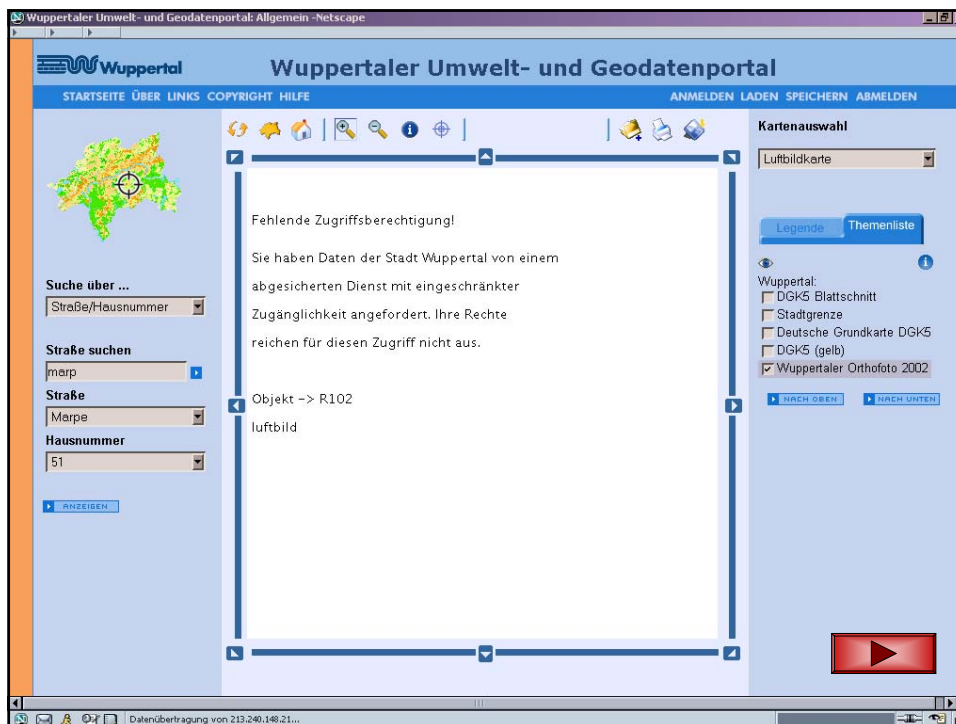 Wuppertaler Umwelt- und Geodatenportal: Allgemein -Netscape
Wuppertal
Wuppertaler Umwelt- und Geodatenportal
STARTSEITE ÜBER LINKS COPYRIGHT HILFE
ANMELDEN LADEN SPEICHERN ABMELDEN
Suche über ...
Straße/Hausnummer
Straße suchen
marp
Straße
Marpe
Hausnummer
51
ANZEIGEN
Fehlende Zugriffsberechtigung!
Sie haben Daten der Stadt Wuppertal von einem
abgesicherten Dienst mit eingeschränkter
Zugänglichkeit angefordert. Ihre Rechte
reichen für diesen Zugriff nicht aus.
Objekt -> R102
luftbild
Kartenauswahl
Luftbildkarte
Legende
Themenliste
Wuppertal:
DGK5 Blattschnitt
Stadtgrenze
Deutsche Grundkarte DGK5
DGK5 (gelb)
Wuppertaler Orthofoto 2002
NACH OBEN
NACH UNTEN
Datenübertragung von 213.240.148.21...